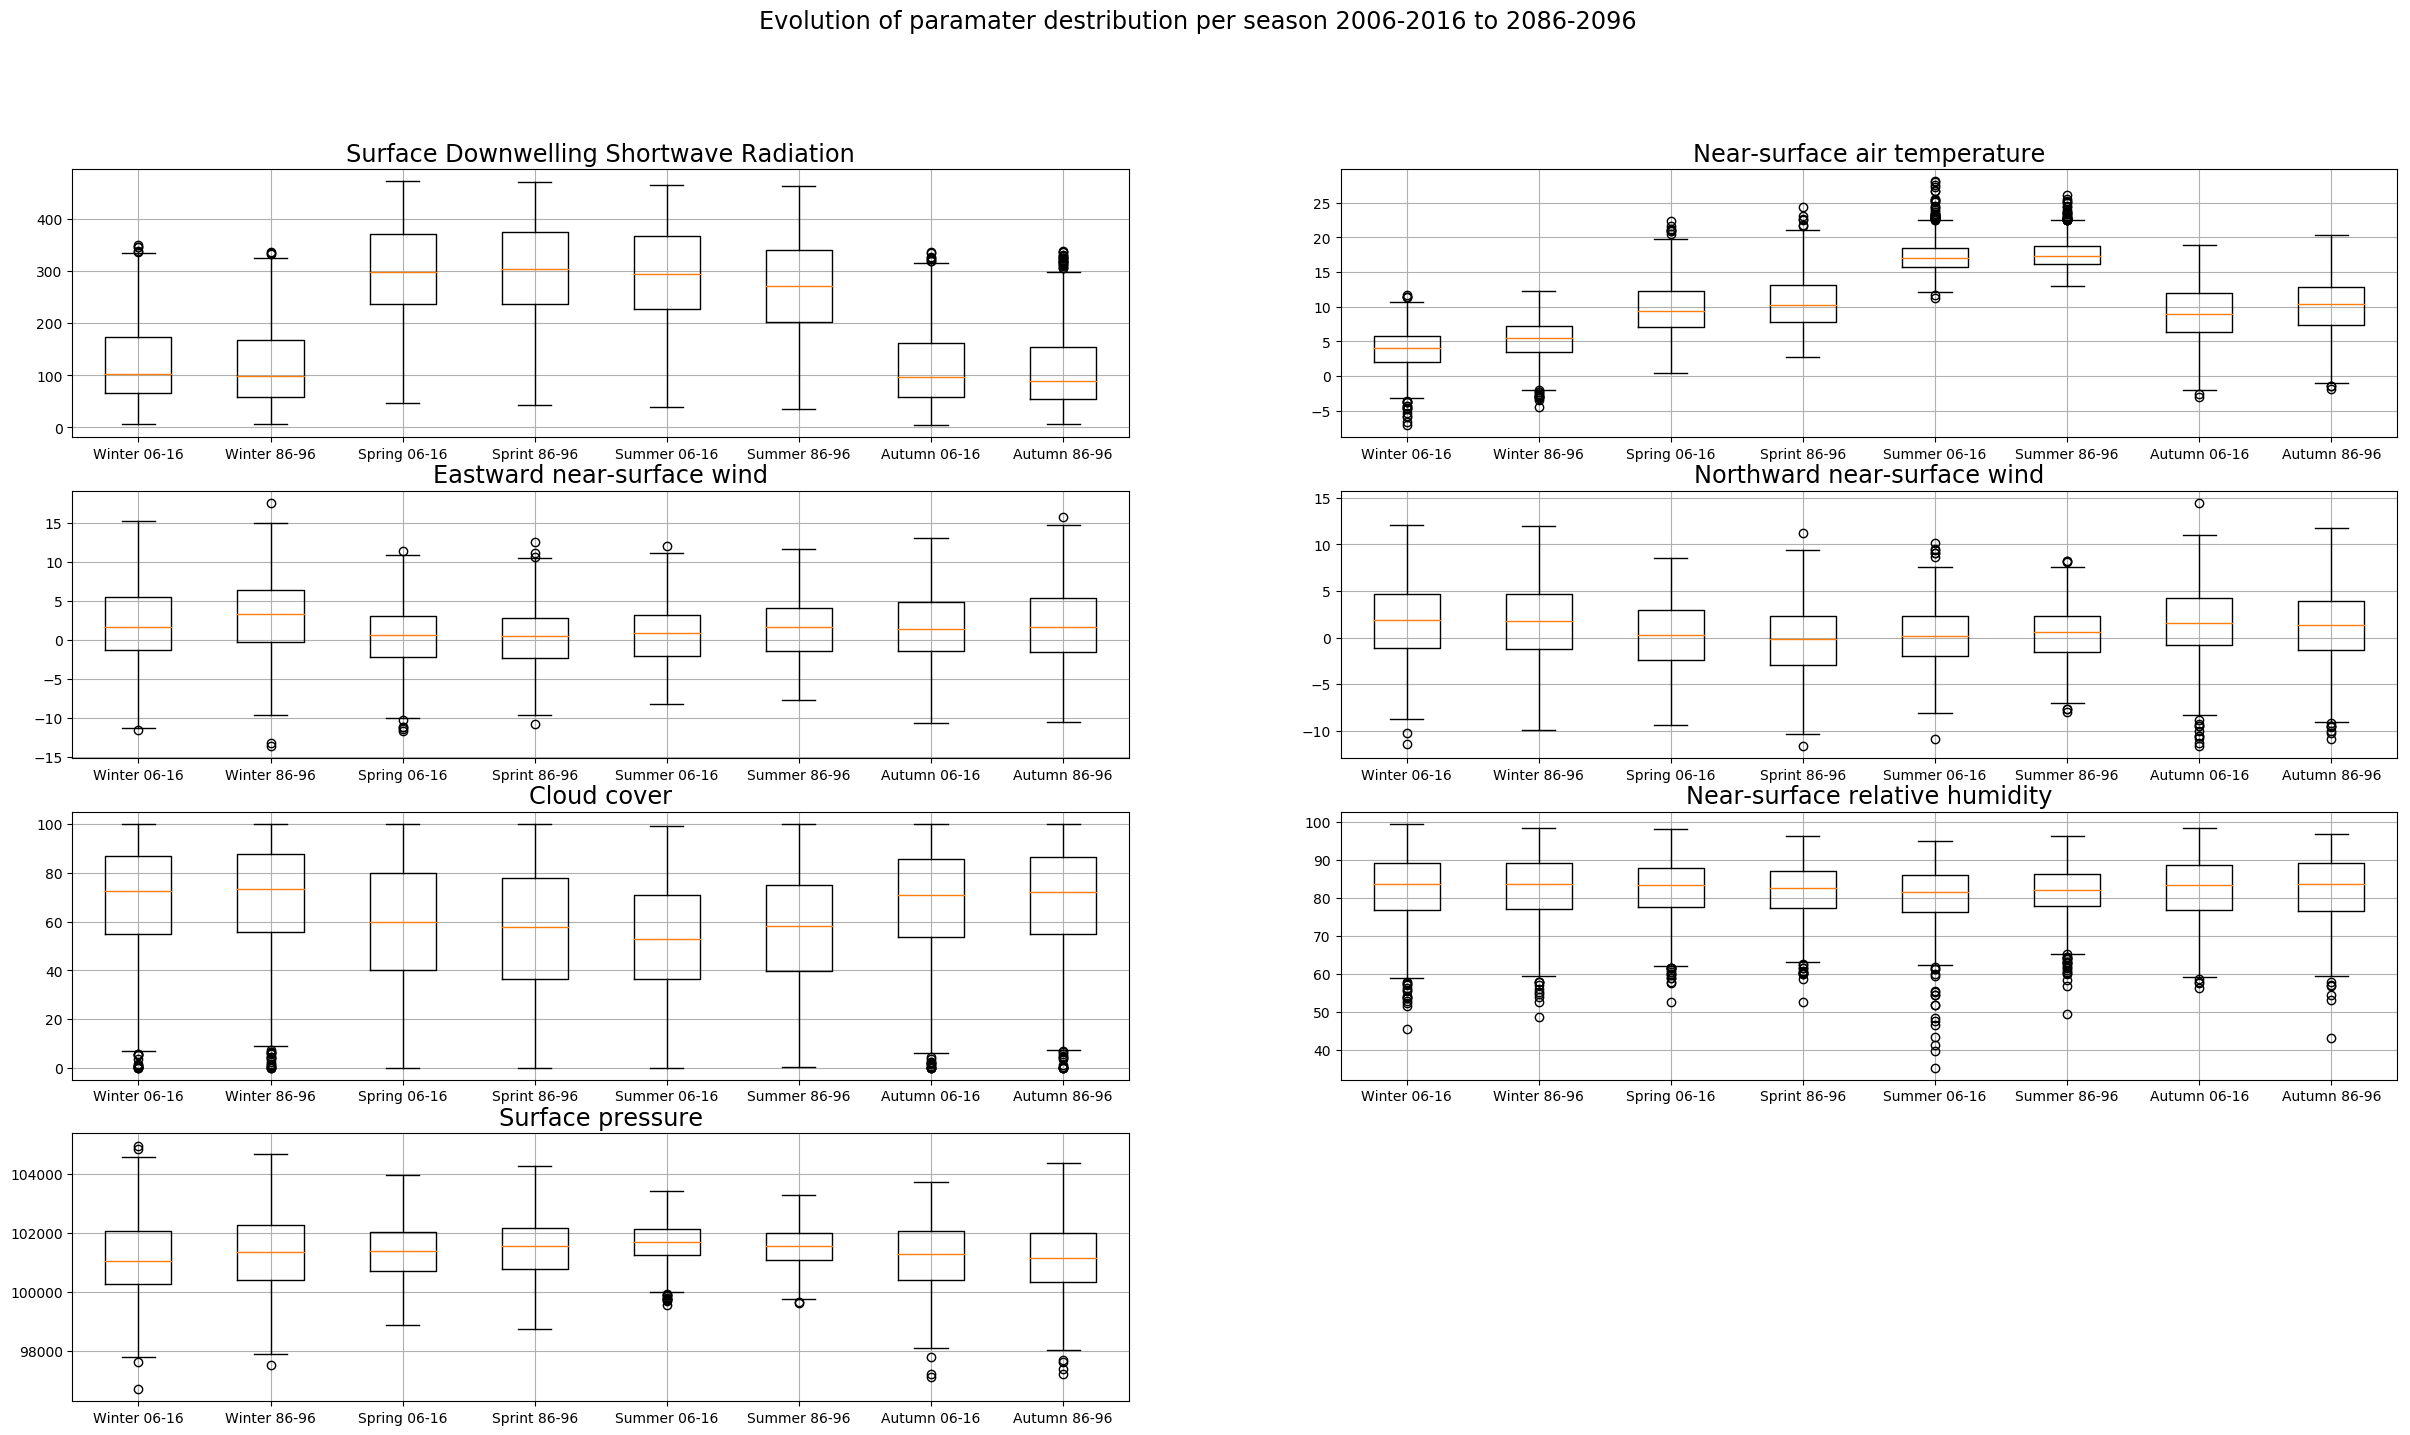 Evolution of paramater destribution per season 2006-2016 to 2086-2096
Surface Downwelling Shortwave Radiation
400
300
200
100
0
Winter 06-16 Winter 86-96 Spring 06-16 Sprint 86-96 Summer 06-16 Summer 86-96 Autumn 06-16 Autumn 86-96
Near-surface air temperature
25
20
15
10
5
0
−5
Winter 06-16 Winter 86-96 Spring 06-16 Sprint 86-96 Summer 06-16 Summer 86-96 Autumn 06-16 Autumn 86-96
Eastward near-surface wind
15
10
5
0
−5
−10
−15
Winter 06-16 Winter 86-96 Spring 06-16 Sprint 86-96 Summer 06-16 Summer 86-96 Autumn 06-16 Autumn 86-96
Northward near-surface wind
15
10
5
0
−5
−10
Winter 06-16 Winter 86-96 Spring 06-16 Sprint 86-96 Summer 06-16 Summer 86-96 Autumn 06-16 Autumn 86-96
Cloud cover
100
80
60
40
20
0
Winter 06-16 Winter 86-96 Spring 06-16 Sprint 86-96 Summer 06-16 Summer 86-96 Autumn 06-16 Autumn 86-96
Near-surface relative humidity
100
90
80
70
60
50
40
Winter 06-16 Winter 86-96 Spring 06-16 Sprint 86-96 Summer 06-16 Summer 86-96 Autumn 06-16 Autumn 86-96
Surface pressure
104000
102000
100000
98000
Winter 06-16 Winter 86-96 Spring 06-16 Sprint 86-96 Summer 06-16 Summer 86-96 Autumn 06-16 Autumn 86-96